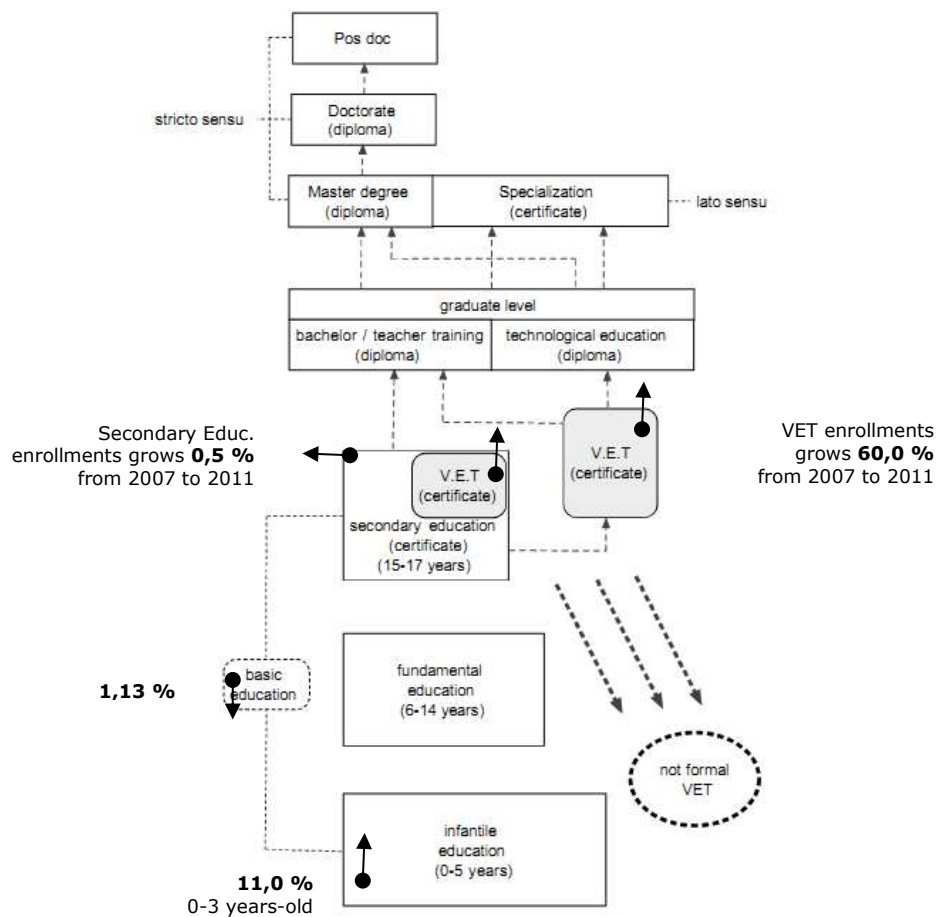 Pos doc
stricto sensu
Doctorate
(diploma)
Master degree
(diploma)
Specialization
(certificate)
lato sensu
graduate level
bachelor / teacher training
(diploma)
technological education
(diploma)
Secondary Educ.
enrollments grows 0,5 %
from 2007 to 2011
V.E.T
(certificate)
V.E.T
(certificate)
VET enrollments
grows 60,0 %
from 2007 to 2011
secondary education
(certificate)
(15-17 years)
1,13 %
basic
education
fundamental
education
(6-14 years)
not formal
VET
infantile
education
(0-5 years)
11,0 %
0-3 years-old